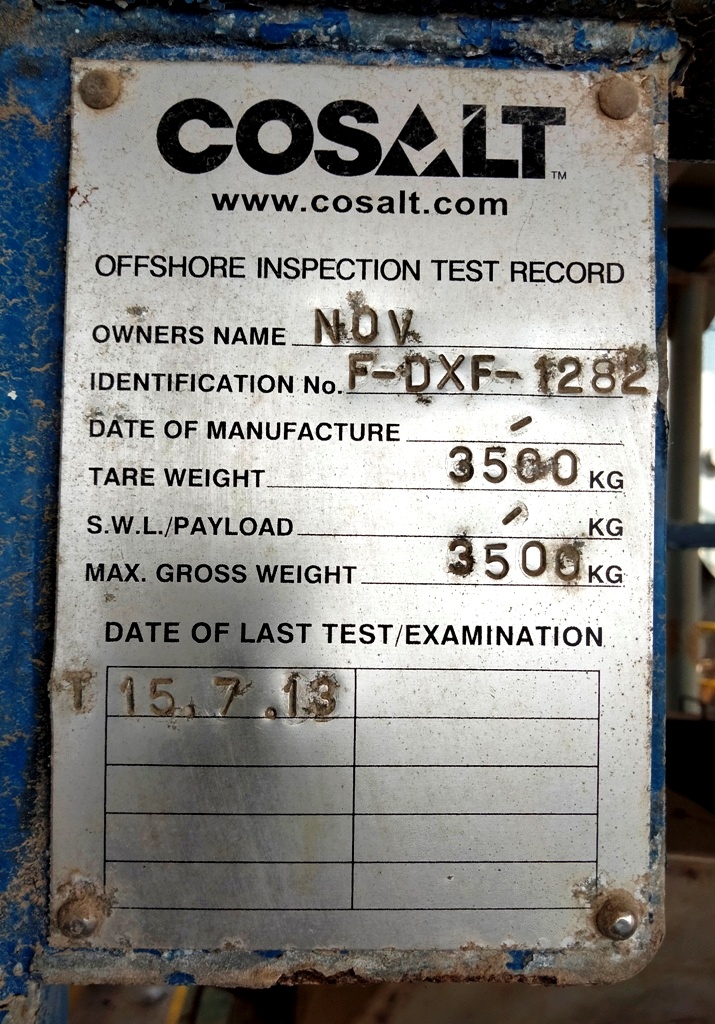 COSALT™
www.cosalt.com
OFFSHORE INSPECTION TEST RECORD
OWNERS NAME NOV
IDENTIFICATION No. F-DXF-1282
DATE OF MANUFACTURE -
TARE WEIGHT 3500 KG
S.W.L./PAYLOAD - KG
MAX. GROSS WEIGHT 3500 KG
DATE OF LAST TEST/EXAMINATION
T 15.7.13